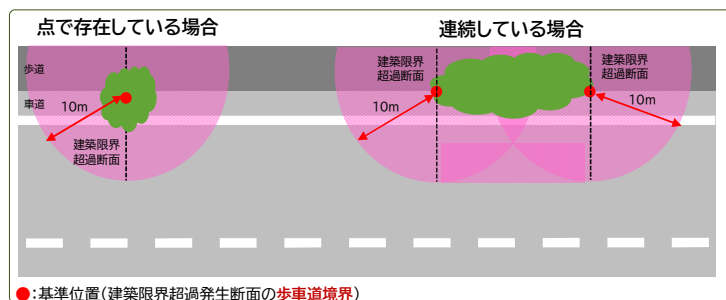 点で存在している場合
連続している場合
歩道
車道
10m
建築限界
超過断面
建築限界
超過断面
10m
建築限界
超過断面
10m
●:基準位置(建築限界超過発生断面の歩車道境界)